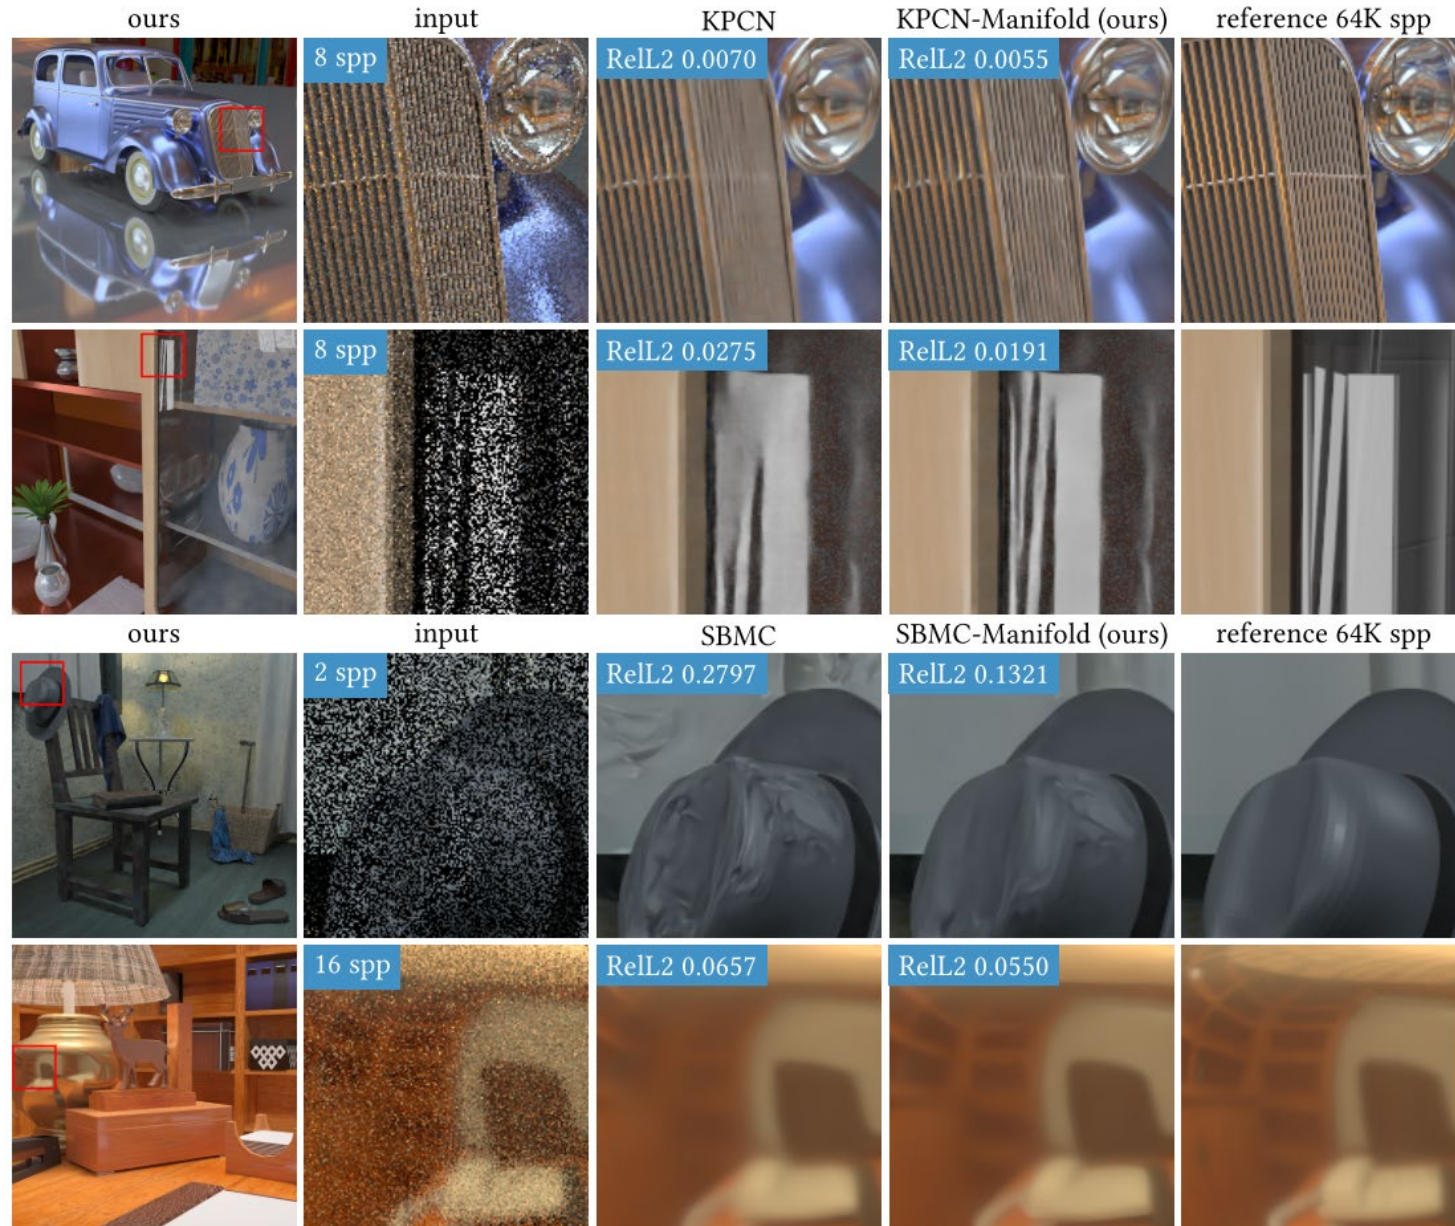 ours input KPCN KPCN-Manifold (ours) reference 64K spp
8 spp RelL2 0.0070 RelL2 0.0055
8 spp RelL2 0.0275 RelL2 0.0191
ours input SBMC SBMC-Manifold (ours) reference 64K spp
2 spp RelL2 0.2797 RelL2 0.1321
16 spp RelL2 0.0657 RelL2 0.0550